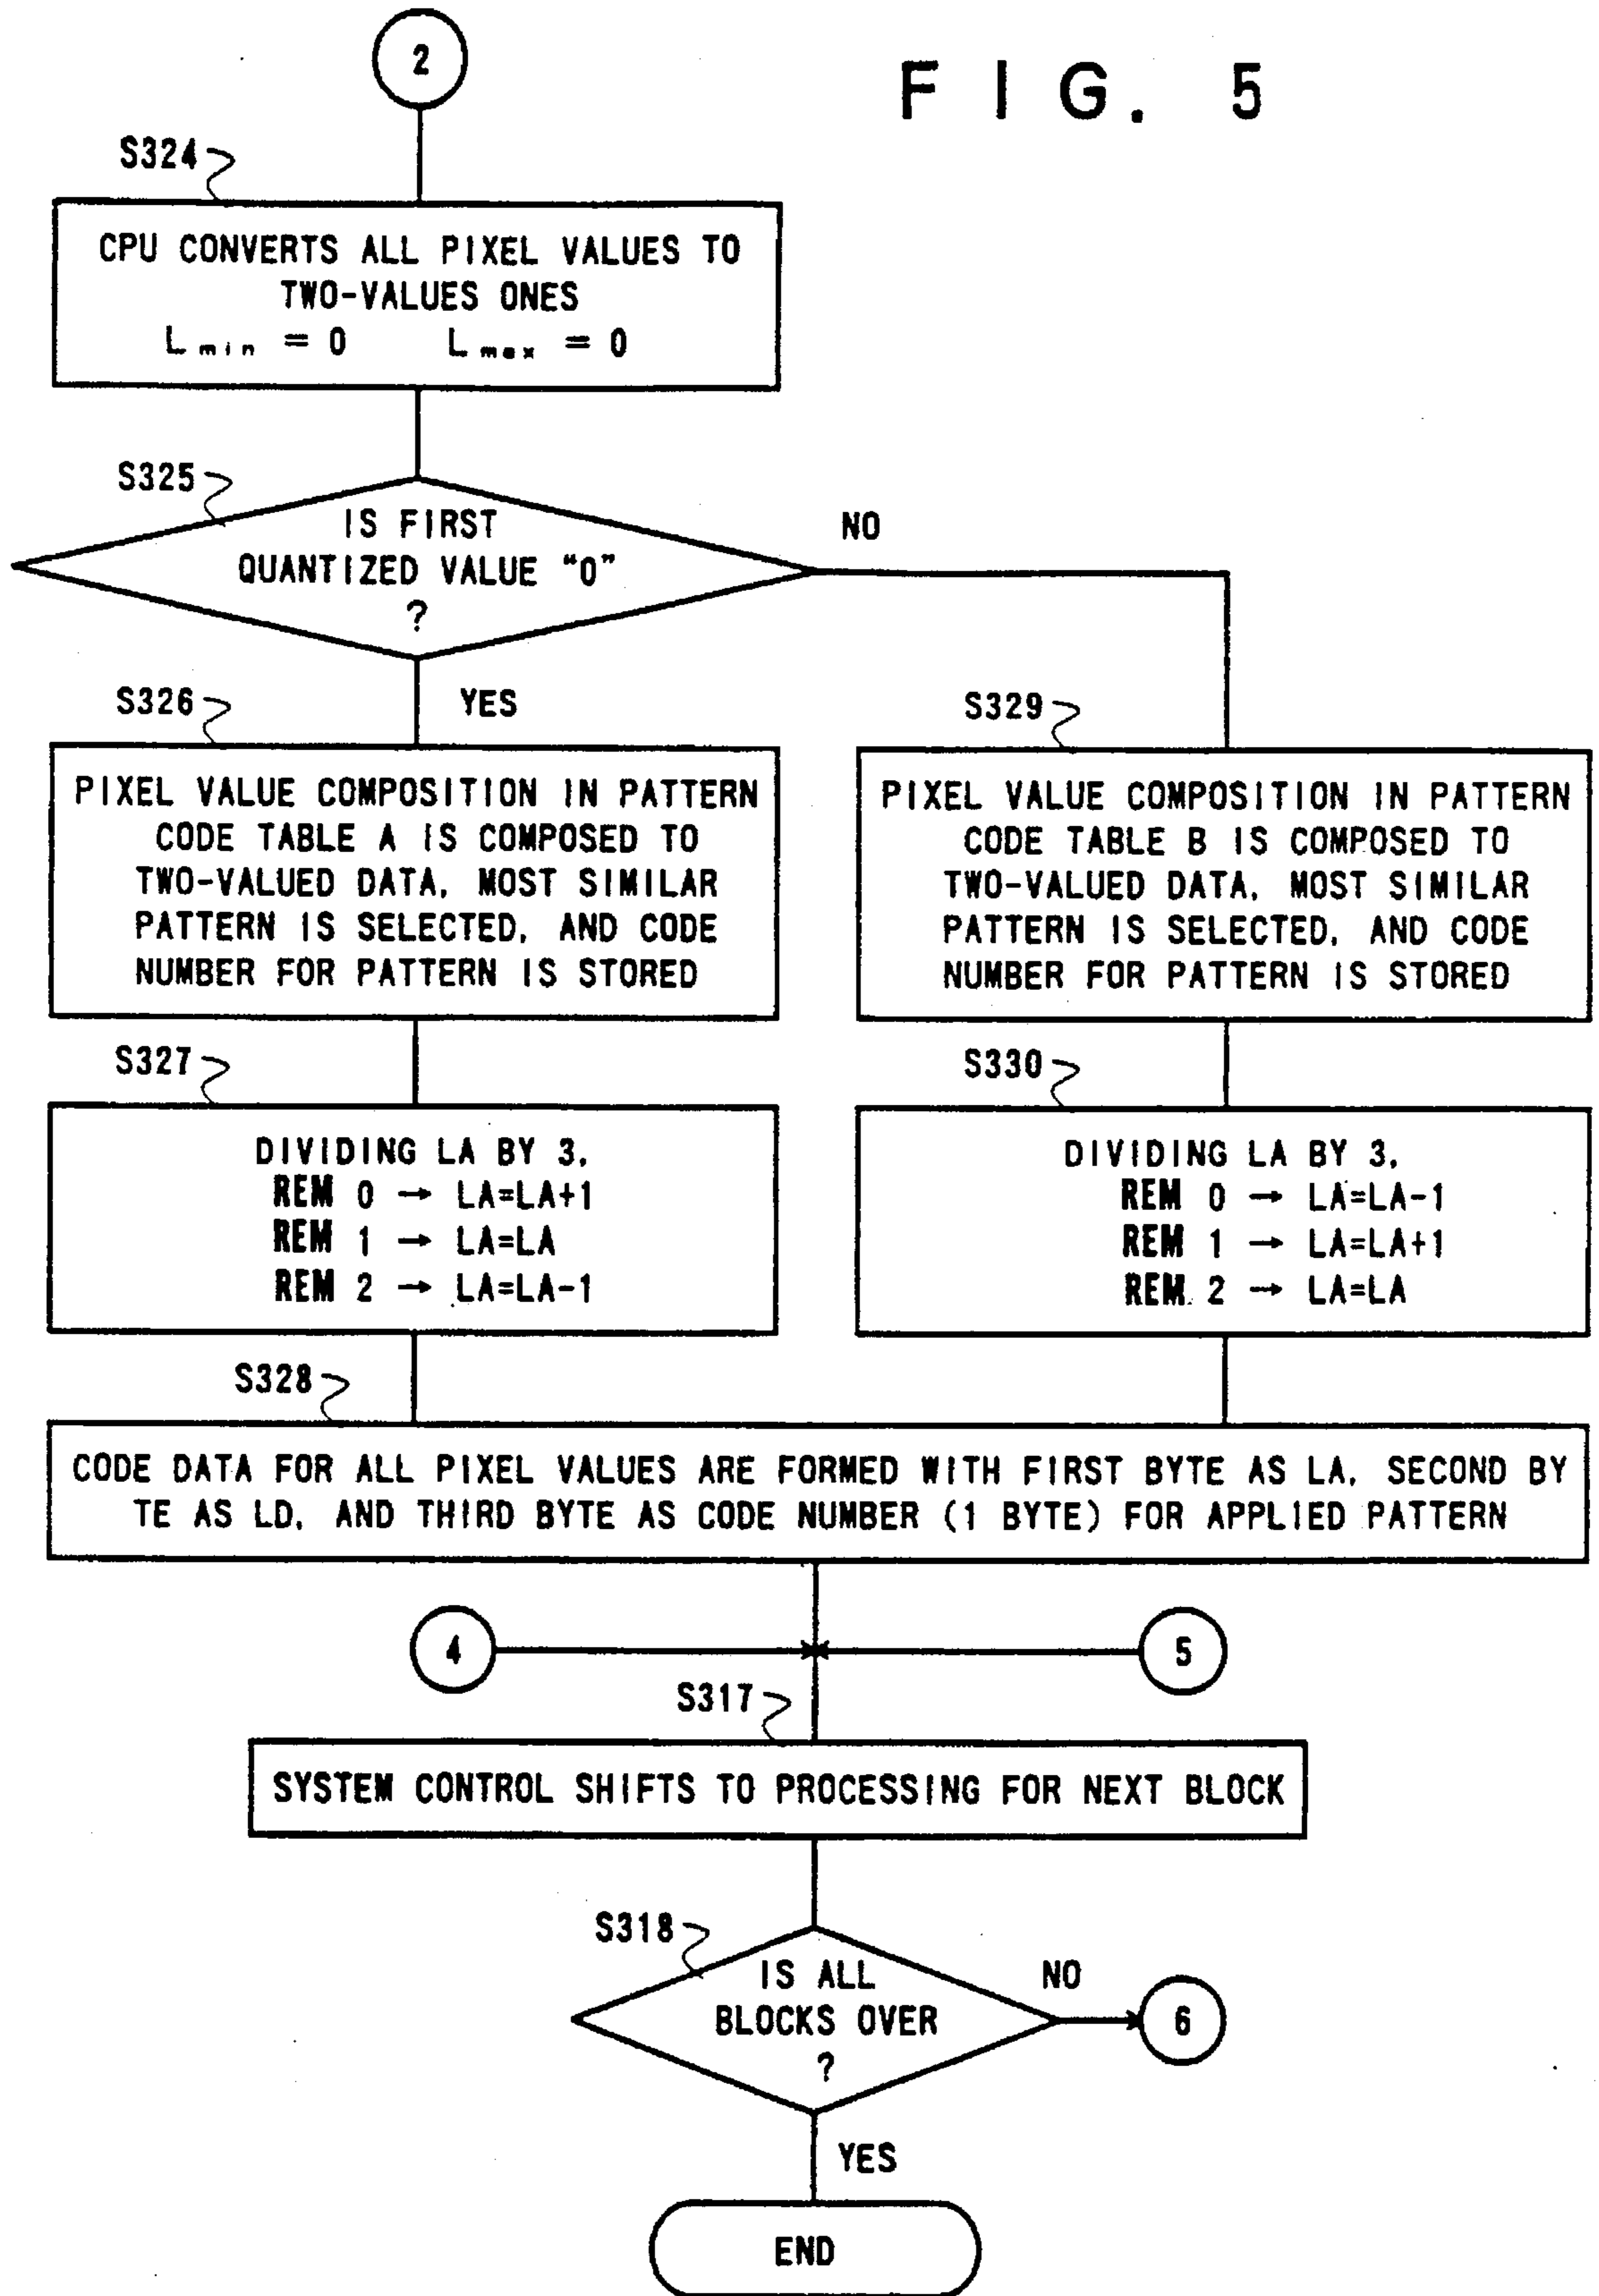 2
F I G. 5
S324
CPU CONVERTS ALL PIXEL VALUES TO
TWO-VALUES ONES
Lmin = 0 Lmax = 0
S325
IS FIRST
QUANTIZED VALUE "0"
?
NO
YES
S326
PIXEL VALUE COMPOSITION IN PATTERN
CODE TABLE A IS COMPOSED TO
TWO-VALUED DATA, MOST SIMILAR
PATTERN IS SELECTED, AND CODE
NUMBER FOR PATTERN IS STORED
S329
PIXEL VALUE COMPOSITION IN PATTERN
CODE TABLE B IS COMPOSED TO
TWO-VALUED DATA, MOST SIMILAR
PATTERN IS SELECTED, AND CODE
NUMBER FOR PATTERN IS STORED
S327
DIVIDING LA BY 3,
REM 0 → LA=LA+1
REM 1 → LA=LA
REM 2 → LA=LA-1
S330
DIVIDING LA BY 3,
REM 0 → LA=LA-1
REM 1 → LA=LA+1
REM 2 → LA=LA
S328
CODE DATA FOR ALL PIXEL VALUES ARE FORMED WITH FIRST BYTE AS LA, SECOND BY
TE AS LD, AND THIRD BYTE AS CODE NUMBER (1 BYTE) FOR APPLIED PATTERN
4
5
S317
SYSTEM CONTROL SHIFTS TO PROCESSING FOR NEXT BLOCK
S318
IS ALL
BLOCKS OVER
?
NO
6
YES
END